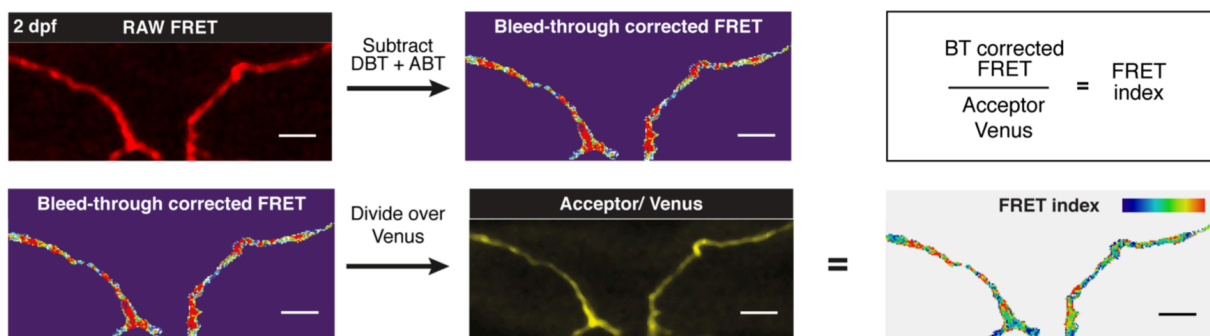 2 dpf
RAW FRET
Subtract
DBT + ABT
Bleed-through corrected FRET
BT corrected
FRET
Acceptor
Venus
=
FRET
index
Bleed-through corrected FRET
Divide over
Venus
Acceptor/ Venus
=
FRET index